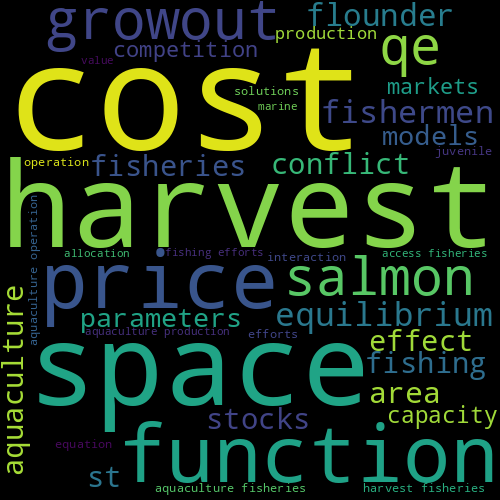 growout
flounder
production
competition
qe
value
cost
solutions
marine
markets
fishermen
models
juvenile
operation
fisheries
conflict
harvest
aquaculture operation
allocation
fishing efforts
interaction
access fisheries
price
salmon
aquaculture
parameters
equilibrium
aquaculture production
efforts
effect
space
fishing
area
stocks
capacity
function
equation
st
aquaculture fisheries
harvest fisheries